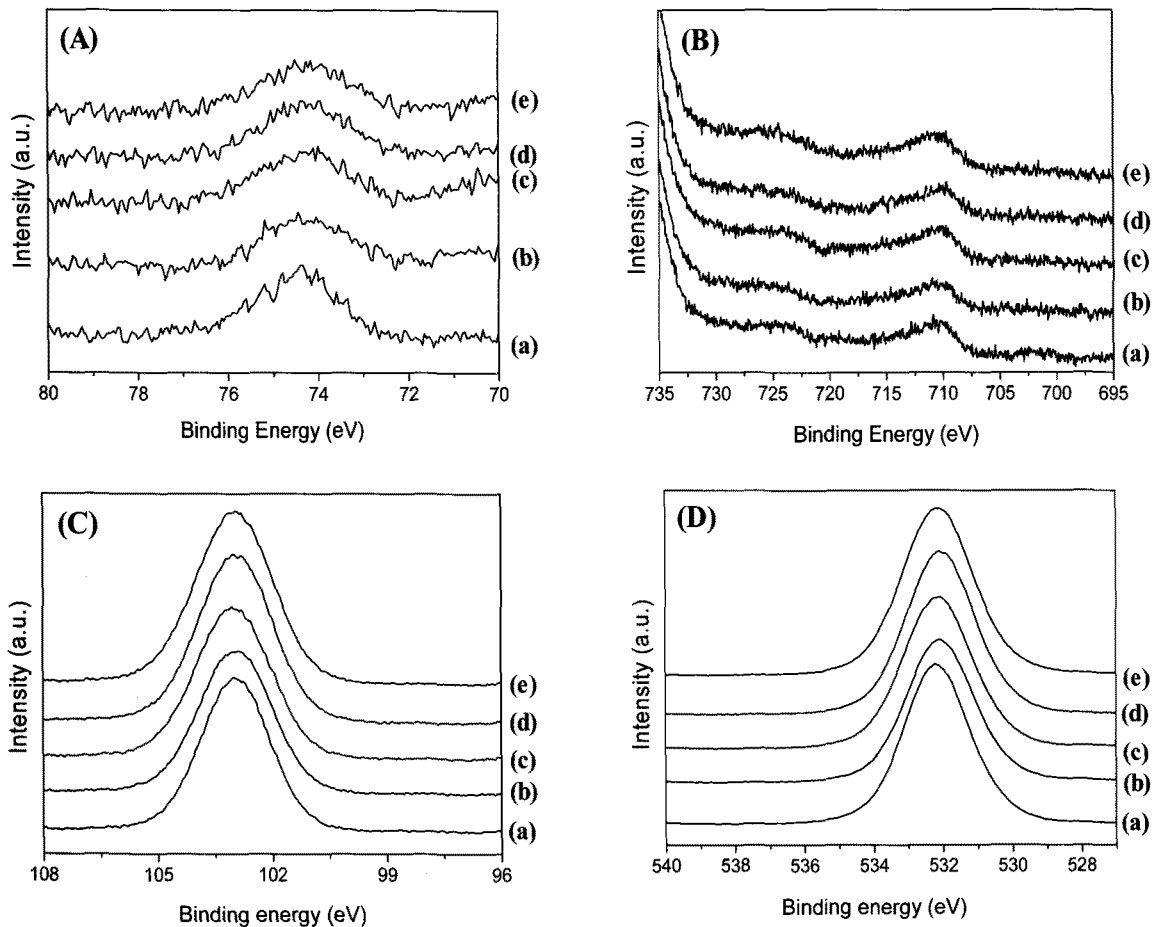 (A)
Intensity (a.u.)
(e)
(d)
(c)
(b)
(a)
80 78 76 74 72 70
Binding Energy (eV)
(B)
Intensity (a.u.)
(e)
(d)
(c)
(b)
(a)
735 730 725 720 715 710 705 700 695
Binding Energy (eV)
(C)
Intensity (a.u.)
(e)
(d)
(c)
(b)
(a)
108 105 102 99 96
Binding energy (eV)
(D)
Intensity (a.u.)
(e)
(d)
(c)
(b)
(a)
540 538 536 534 532 530 528
Binding energy (eV)